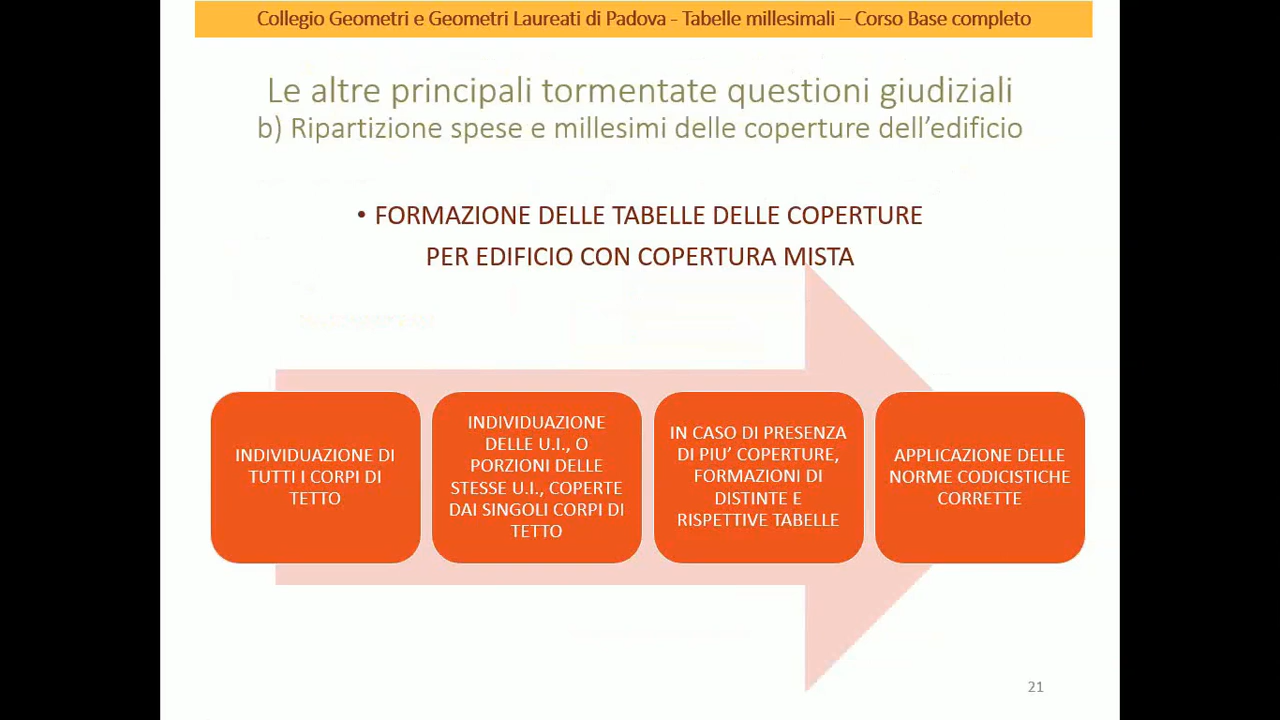 Collegio Geometri e Geometri Laureati di Padova - Tabelle millesimali – Corso Base completo
Le altre principali tormentate questioni giudiziali
b) Ripartizione spese e millesimi delle coperture dell’edificio
• FORMAZIONE DELLE TABELLE DELLE COPERTURE
PER EDIFICIO CON COPERTURA MISTA
INDIVIDUAZIONE DI
TUTTI I CORPI DI
TETTO
INDIVIDUAZIONE
DELLE U.I., O
PORZIONI DELLE
STESSE U.I., COPERTE
DAI SINGOLI CORPI DI
TETTO
IN CASO DI PRESENZA
DI PIU’ COPERTURE,
FORMAZIONI DI
DISTINTE E
RISPETTIVE TABELLE
APPLICAZIONE DELLE
NORME CODICISTICHE
CORRETTE
21